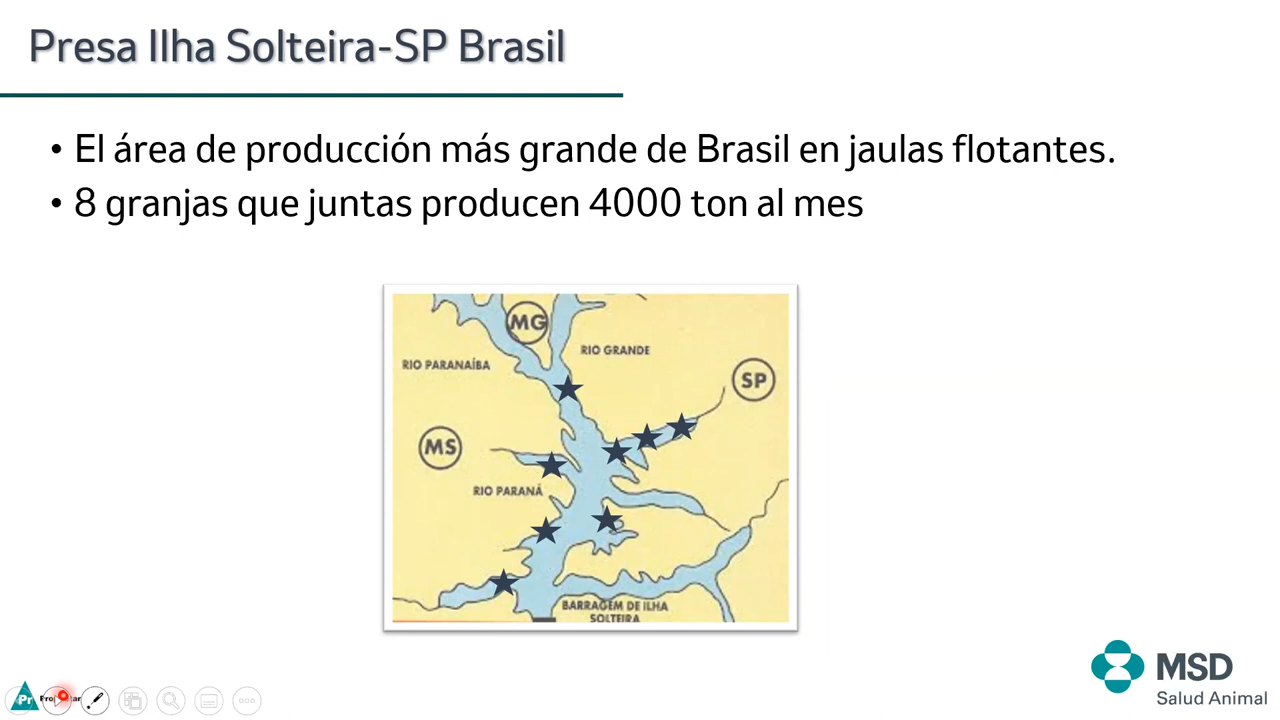 Presa Ilha Solteira-SP Brasil
• El área de producción más grande de Brasil en jaulas flotantes.
• 8 granjas que juntas producen 4000 ton al mes
MG
RIO GRANDE
RIO PARANAÍBA
SP
MS
RIO PARANÁ
BARRAGEM DE ILHA
SOLTEIRA
MSD
Salud Animal
Pr